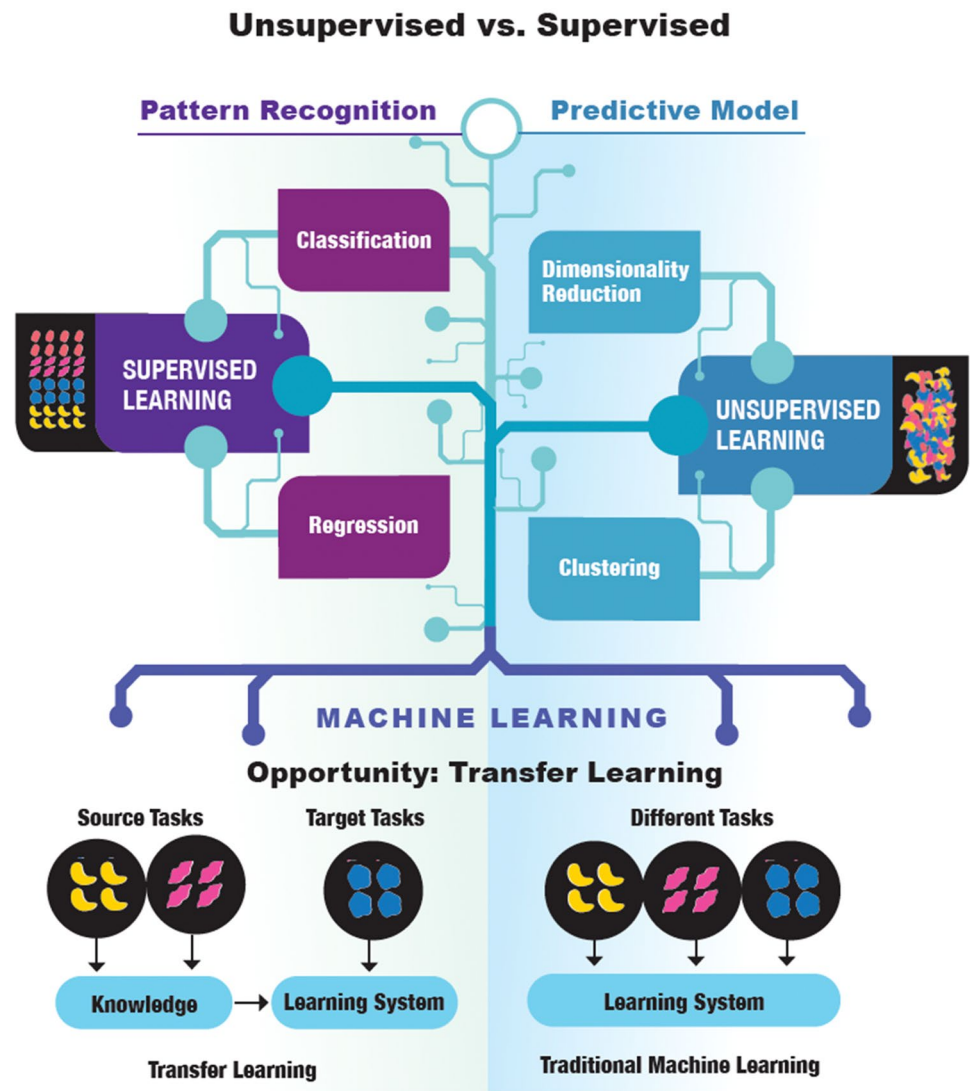 Unsupervised vs. Supervised
Pattern Recognition
Predictive Model
Classification
Dimensionality
Reduction
SUPERVISED
LEARNING
UNSUPERVISED
LEARNING
Regression
Clustering
MACHINE LEARNING
Opportunity: Transfer Learning
Source Tasks
Target Tasks
Different Tasks
Knowledge
Learning System
Learning System
Transfer Learning
Traditional Machine Learning